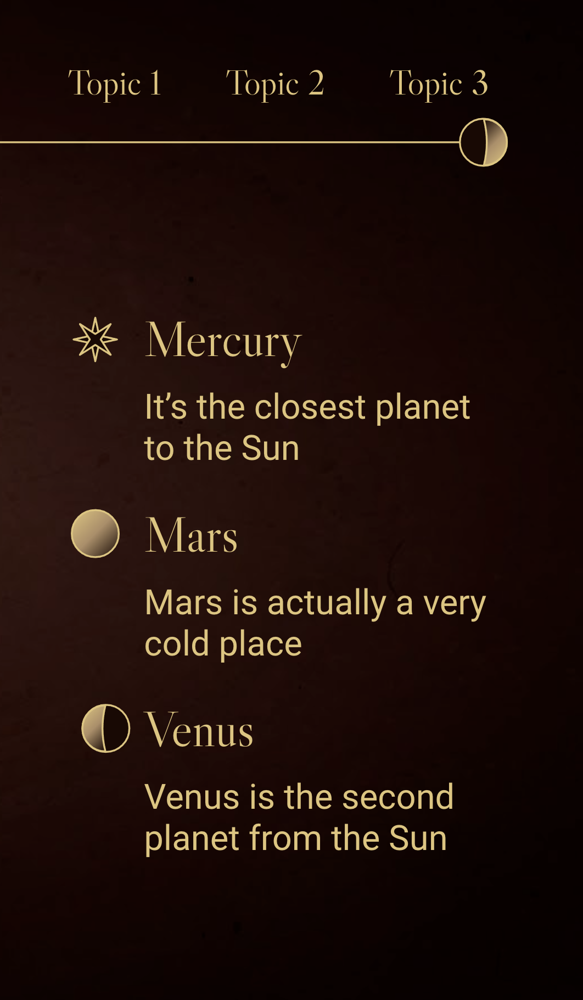 Topic 1 Topic 2 Topic 3
Mercury
It’s the closest planet
to the Sun
Mars
Mars is actually a very
cold place
Venus
Venus is the second
planet from the Sun